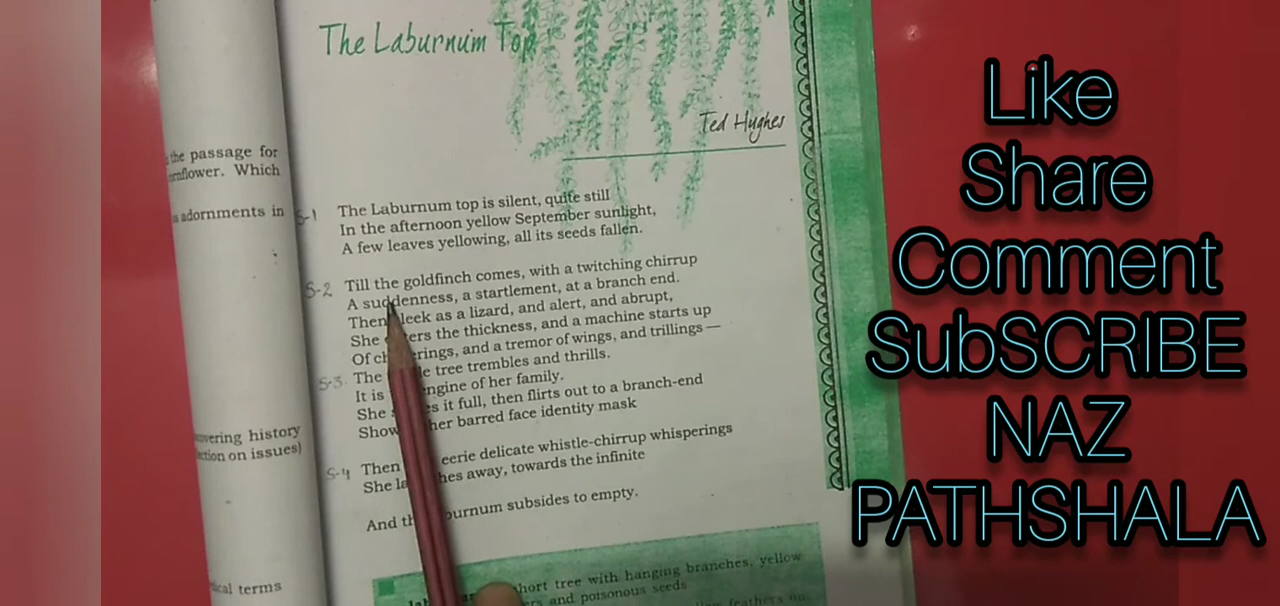 The Laburnum Top
Ted Hughes
the passage for
rnflower. Which
adornments in
overing history
ction on issues)
ical terms
S-1 The Laburnum top is silent, quite still
In the afternoon yellow September sunlight,
A few leaves yellowing, all its seeds fallen.
S-2 Till the goldfinch comes, with a twitching chirrup
A suddenness, a startlement, at a branch end.
Then leek as a lizard, and alert, and abrupt,
She ers the thickness, and a machine starts up
Of ch rings, and a tremor of wings, and trillings —
S-3. The le tree trembles and thrills.
It is engine of her family.
She s it full, then flirts out to a branch-end
Show her barred face identity mask
S-4 Then eerie delicate whistle-chirrup whisperings
She la hes away, towards the infinite
And th burnum subsides to empty.
hort tree with hanging branches, yellow
rs and poisonous seeds
feathers on
Like
Share
Comment
SubSCRIBE
NAZ
PATHSHALA